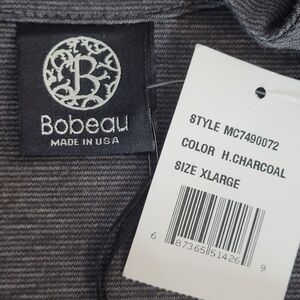 B
Bobeau
MADE IN USA
STYLE MC7490072
COLOR H.CHARCOAL
SIZE XLARGE
6 87365 51426 9